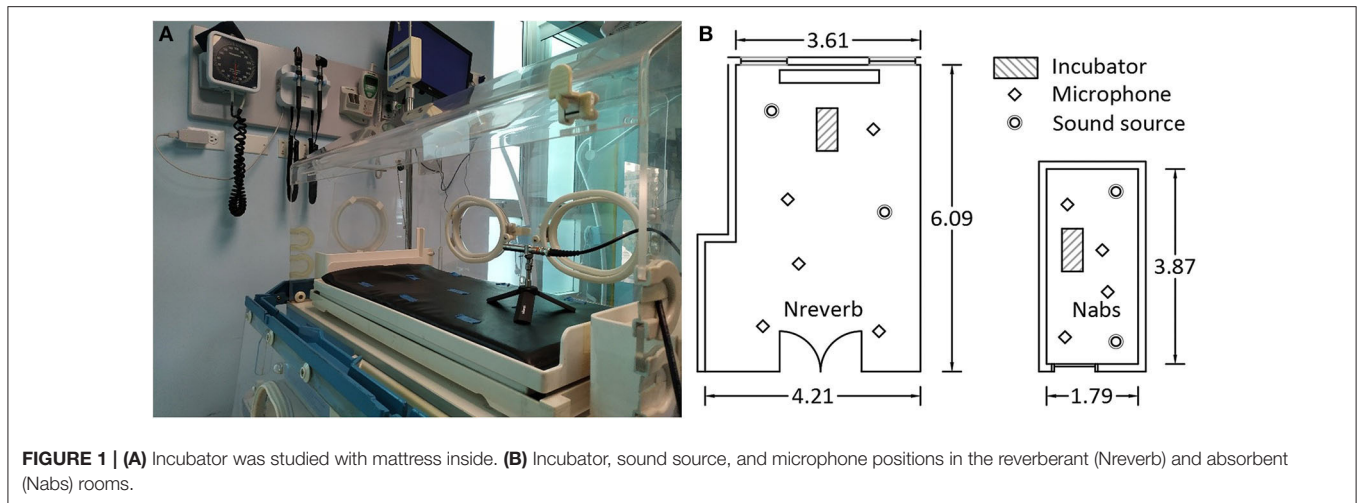 A
B
3.61
Incubator
Microphone
Sound source
6.09
Nreverb
4.21
3.87
Nabs
1.79
FIGURE 1 | (A) Incubator was studied with mattress inside. (B) Incubator, sound source, and microphone positions in the reverberant (Nreverb) and absorbent
(Nabs) rooms.